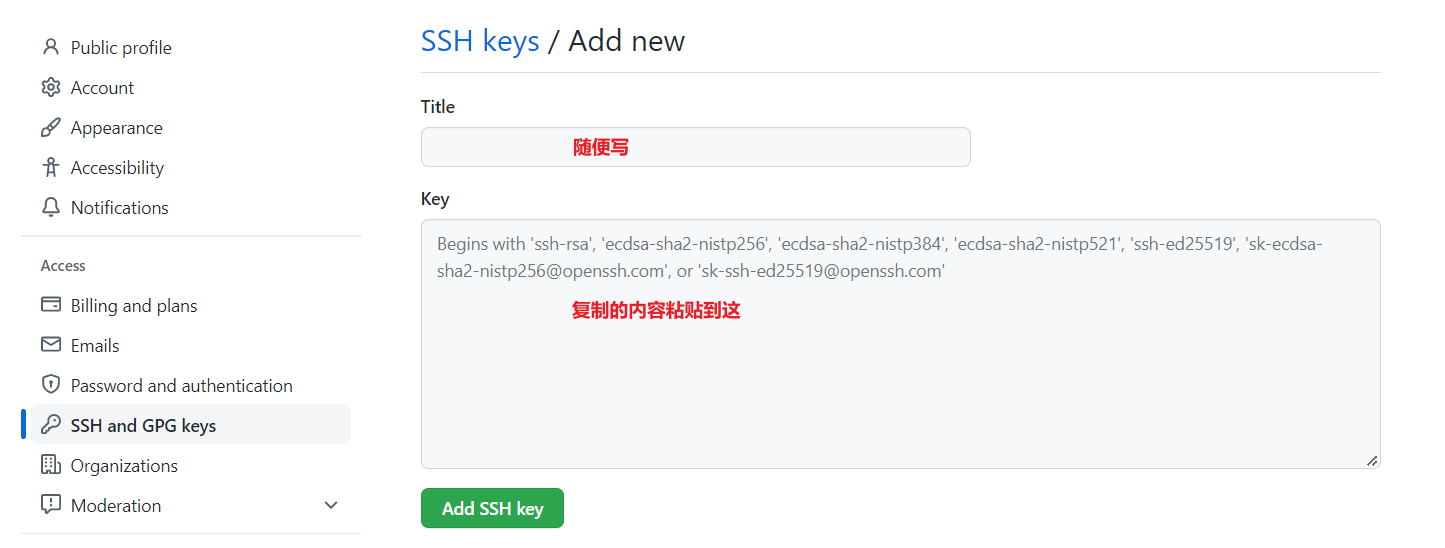 Public profile
Account
Appearance
Accessibility
Notifications
Access
Billing and plans
Emails
Password and authentication
SSH and GPG keys
Organizations
Moderation
SSH keys / Add new
Title
随便写
Key
Begins with 'ssh-rsa', 'ecdsa-sha2-nistp256', 'ecdsa-sha2-nistp384', 'ecdsa-sha2-nistp521', 'ssh-ed25519', 'sk-ecdsa-
sha2-nistp256@openssh.com', or 'sk-ssh-ed25519@openssh.com'
复制的内容粘贴到这
Add SSH key